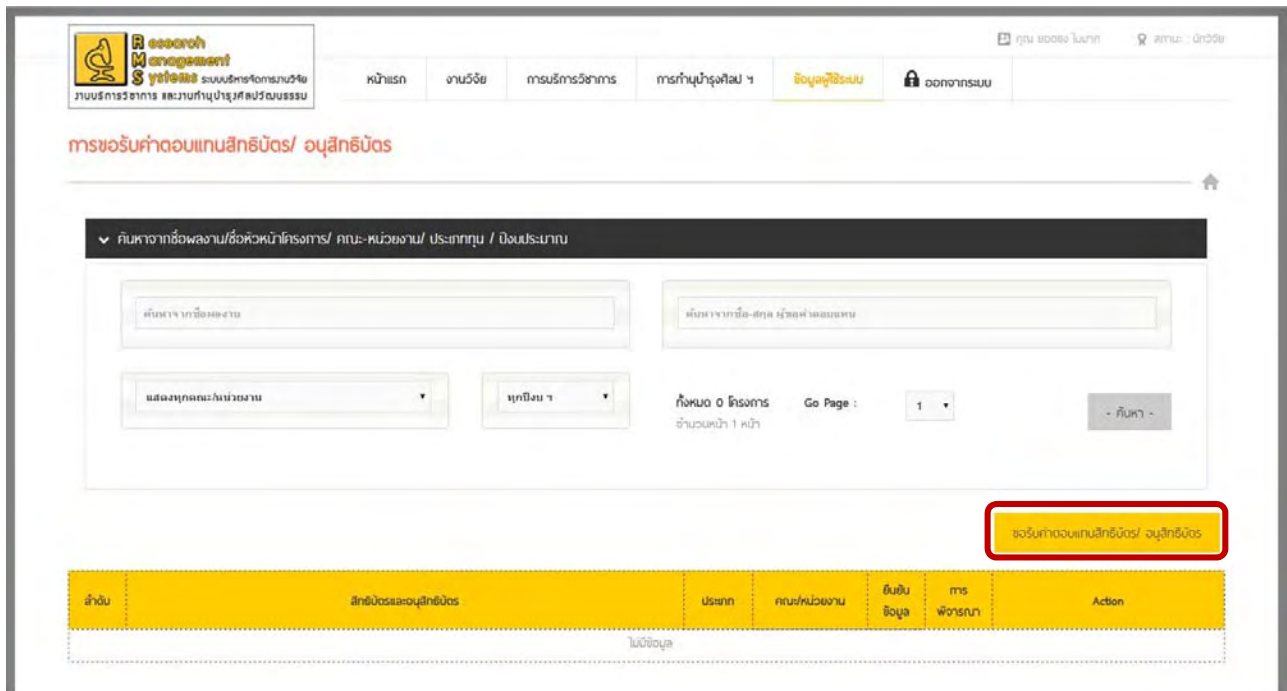 Research
Management
Systems ระบบบริหารจัดการงานวิจัย
งานบริการวิชาการ และงานทำนุบำรุงศิลปวัฒนธรรม
คุณ ยอดธง ใบมาก สถานะ : นักวิจัย
หน้าแรก งานวิจัย การบริการวิชาการ การทำนุบำรุงศิลป ฯ ข้อมูลผู้ใช้ระบบ ออกจากระบบ
การขอรับค่าตอบแทนสิทธิบัตร/ อนุสิทธิบัตร
ค้นหาจากชื่อผลงาน/ชื่อหัวหน้าโครงการ/ คณะ-หน่วยงาน/ ประเภททุน / ปีงบประมาณ
ค้นหาจากชื่อผลงาน
ค้นหาจากชื่อ-สกุล ผู้ขอค่าตอบแทน
แสดงทุกคณะ/หน่วยงาน ทุกปีงบ ฯ ทั้งหมด 0 โครงการ Go Page : 1 - ค้นหา -
จำนวนหน้า 1 หน้า
ขอรับค่าตอบแทนสิทธิบัตร/ อนุสิทธิบัตร
ลำดับ สิทธิบัตรและอนุสิทธิบัตร ประเภท คณะ/หน่วยงาน ยืนยัน ข้อมูล การ พิจารณา Action
ไม่มีข้อมูล